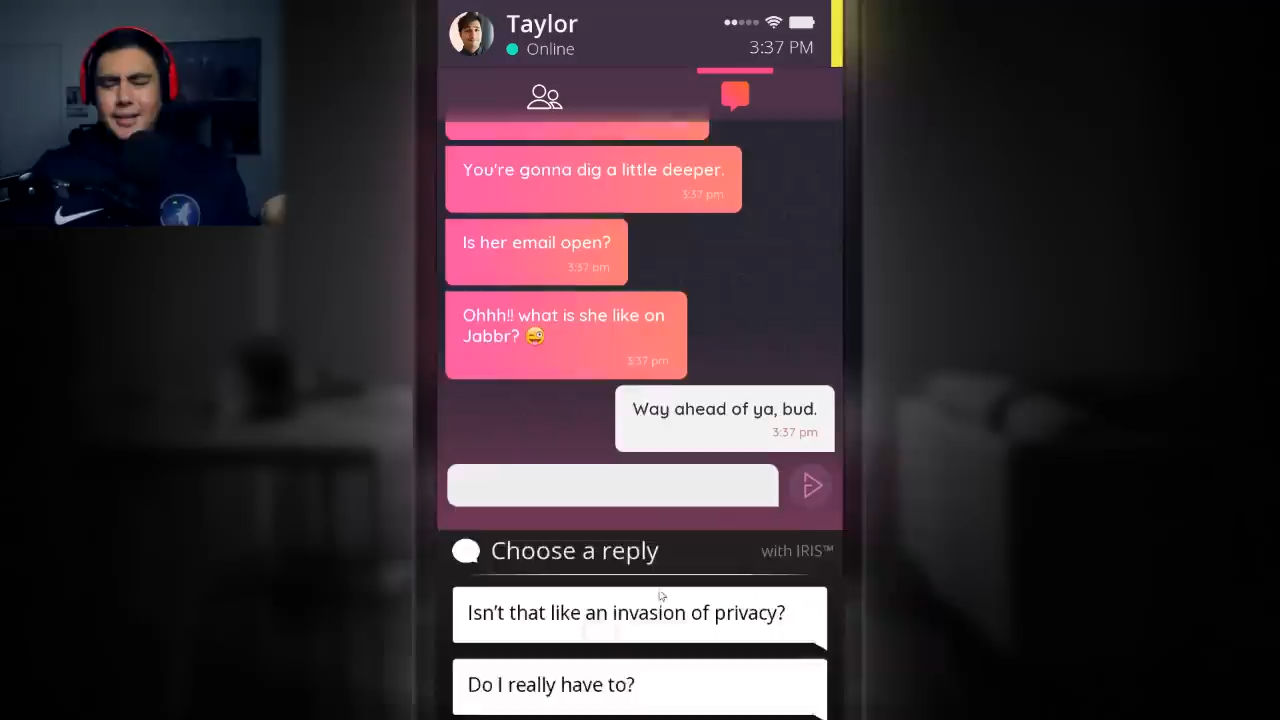 Taylor
Online
3:37 PM
You're gonna dig a little deeper.
3:37 pm
Is her email open?
3:37 pm
Ohhh!! what is she like on
Jabbr? 😜
3:37 pm
Way ahead of ya, bud.
3:37 pm
Choose a reply
with IRIS™
Isn't that like an invasion of privacy?
Do I really have to?